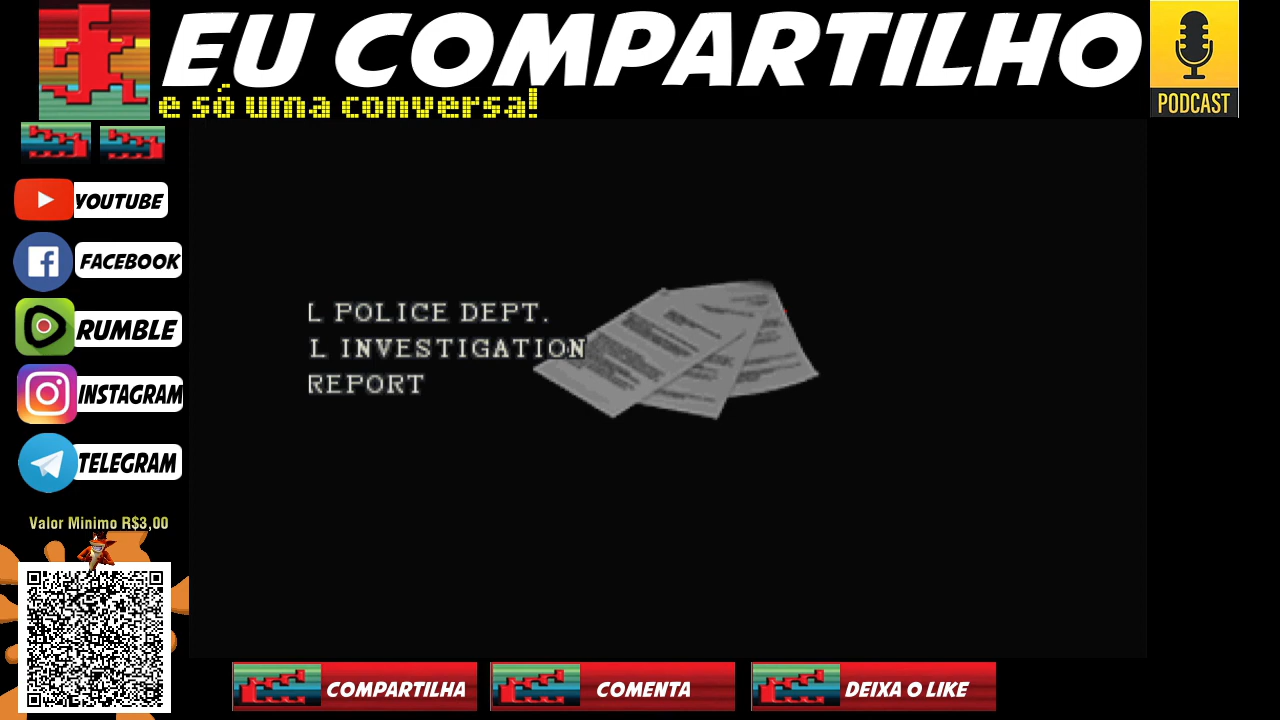 EU COMPARTILHO
e só uma conversa!
PODCAST
YOUTUBE
FACEBOOK
RUMBLE
INSTAGRAM
TELEGRAM
L POLICE DEPT.
L INVESTIGATION
REPORT
Valor Minimo R$3,00
COMPARTILHA
COMENTA
DEIXA O LIKE